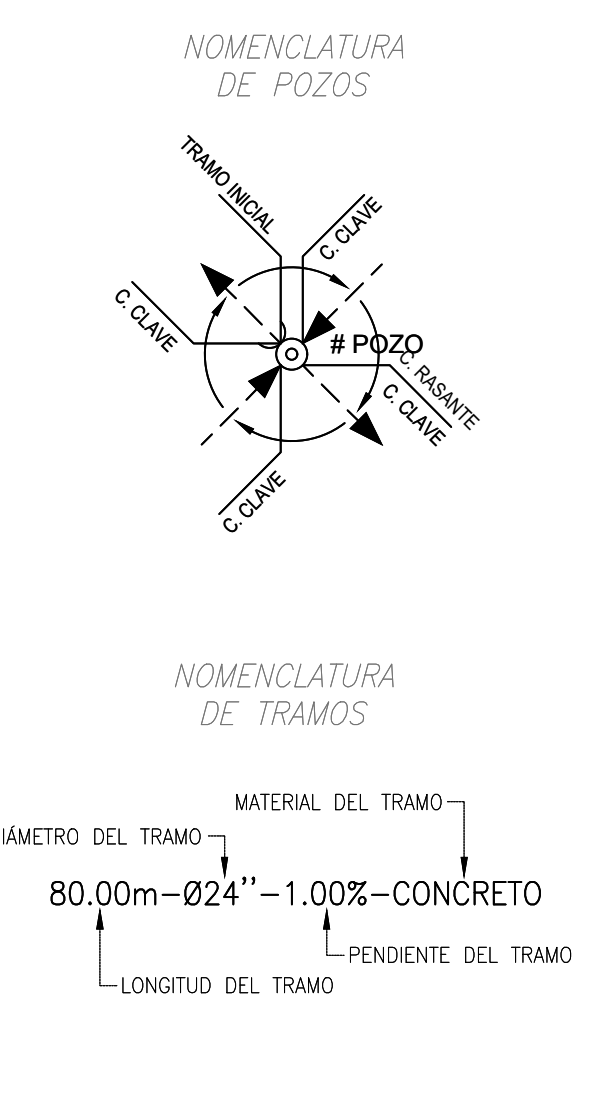 NOMENCLATURA
DE POZOS
TRAMO INICIAL
C. CLAVE
C. CLAVE
# POZO
C. RASANTE
C. CLAVE
C. CLAVE
NOMENCLATURA
DE TRAMOS
MATERIAL DEL TRAMO
IÁMETRO DEL TRAMO
80.00m-Ø24''-1.00%-CONCRETO
PENDIENTE DEL TRAMO
LONGITUD DEL TRAMO